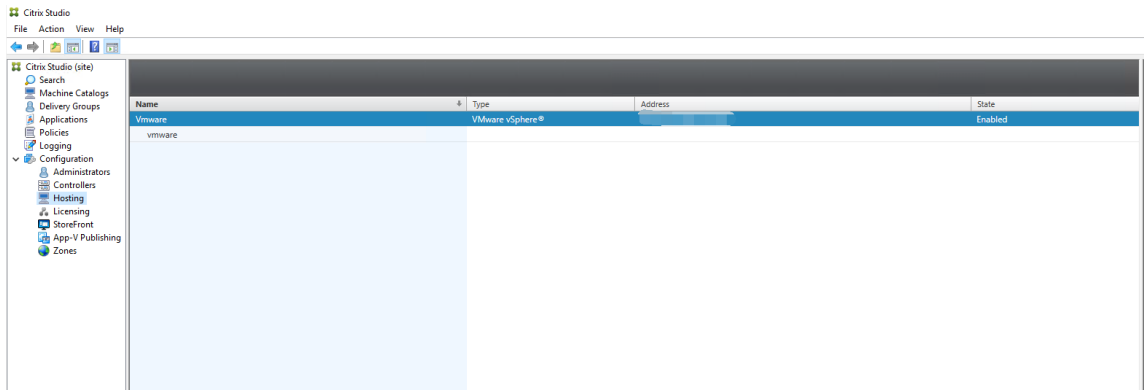 Citrix Studio
File Action View Help
Citrix Studio (site)
Search
Machine Catalogs
Delivery Groups
Applications
Policies
Logging
Configuration
Administrators
Controllers
Hosting
Licensing
StoreFront
App-V Publishing
Zones
Name Type Address State
Vmware VMware vSphere® Enabled
vmware